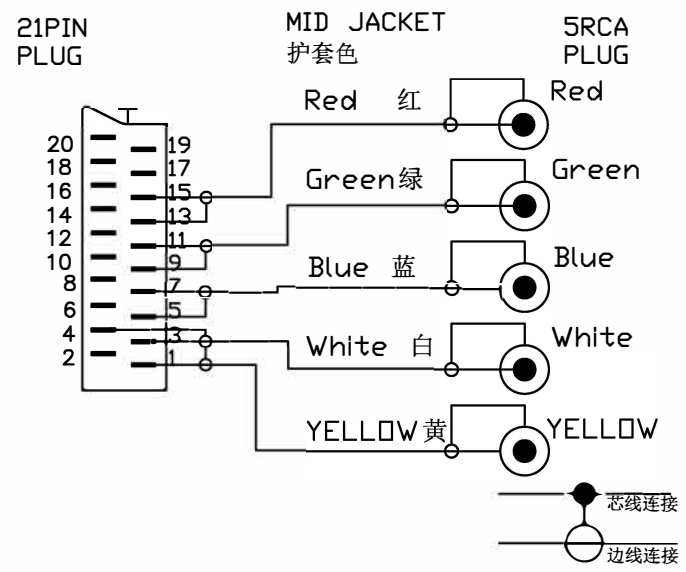 21PIN
PLUG
MID JACKET
护套色
5RCA
PLUG
Red 红
Red
20
19
18
17
Green绿
Green
16
15
14
13
12
11
10
9
Blue 蓝
Blue
8
7
6
5
4
3
White 白
White
2
1
YELLOW黄
YELLOW
芯线连接
边线连接